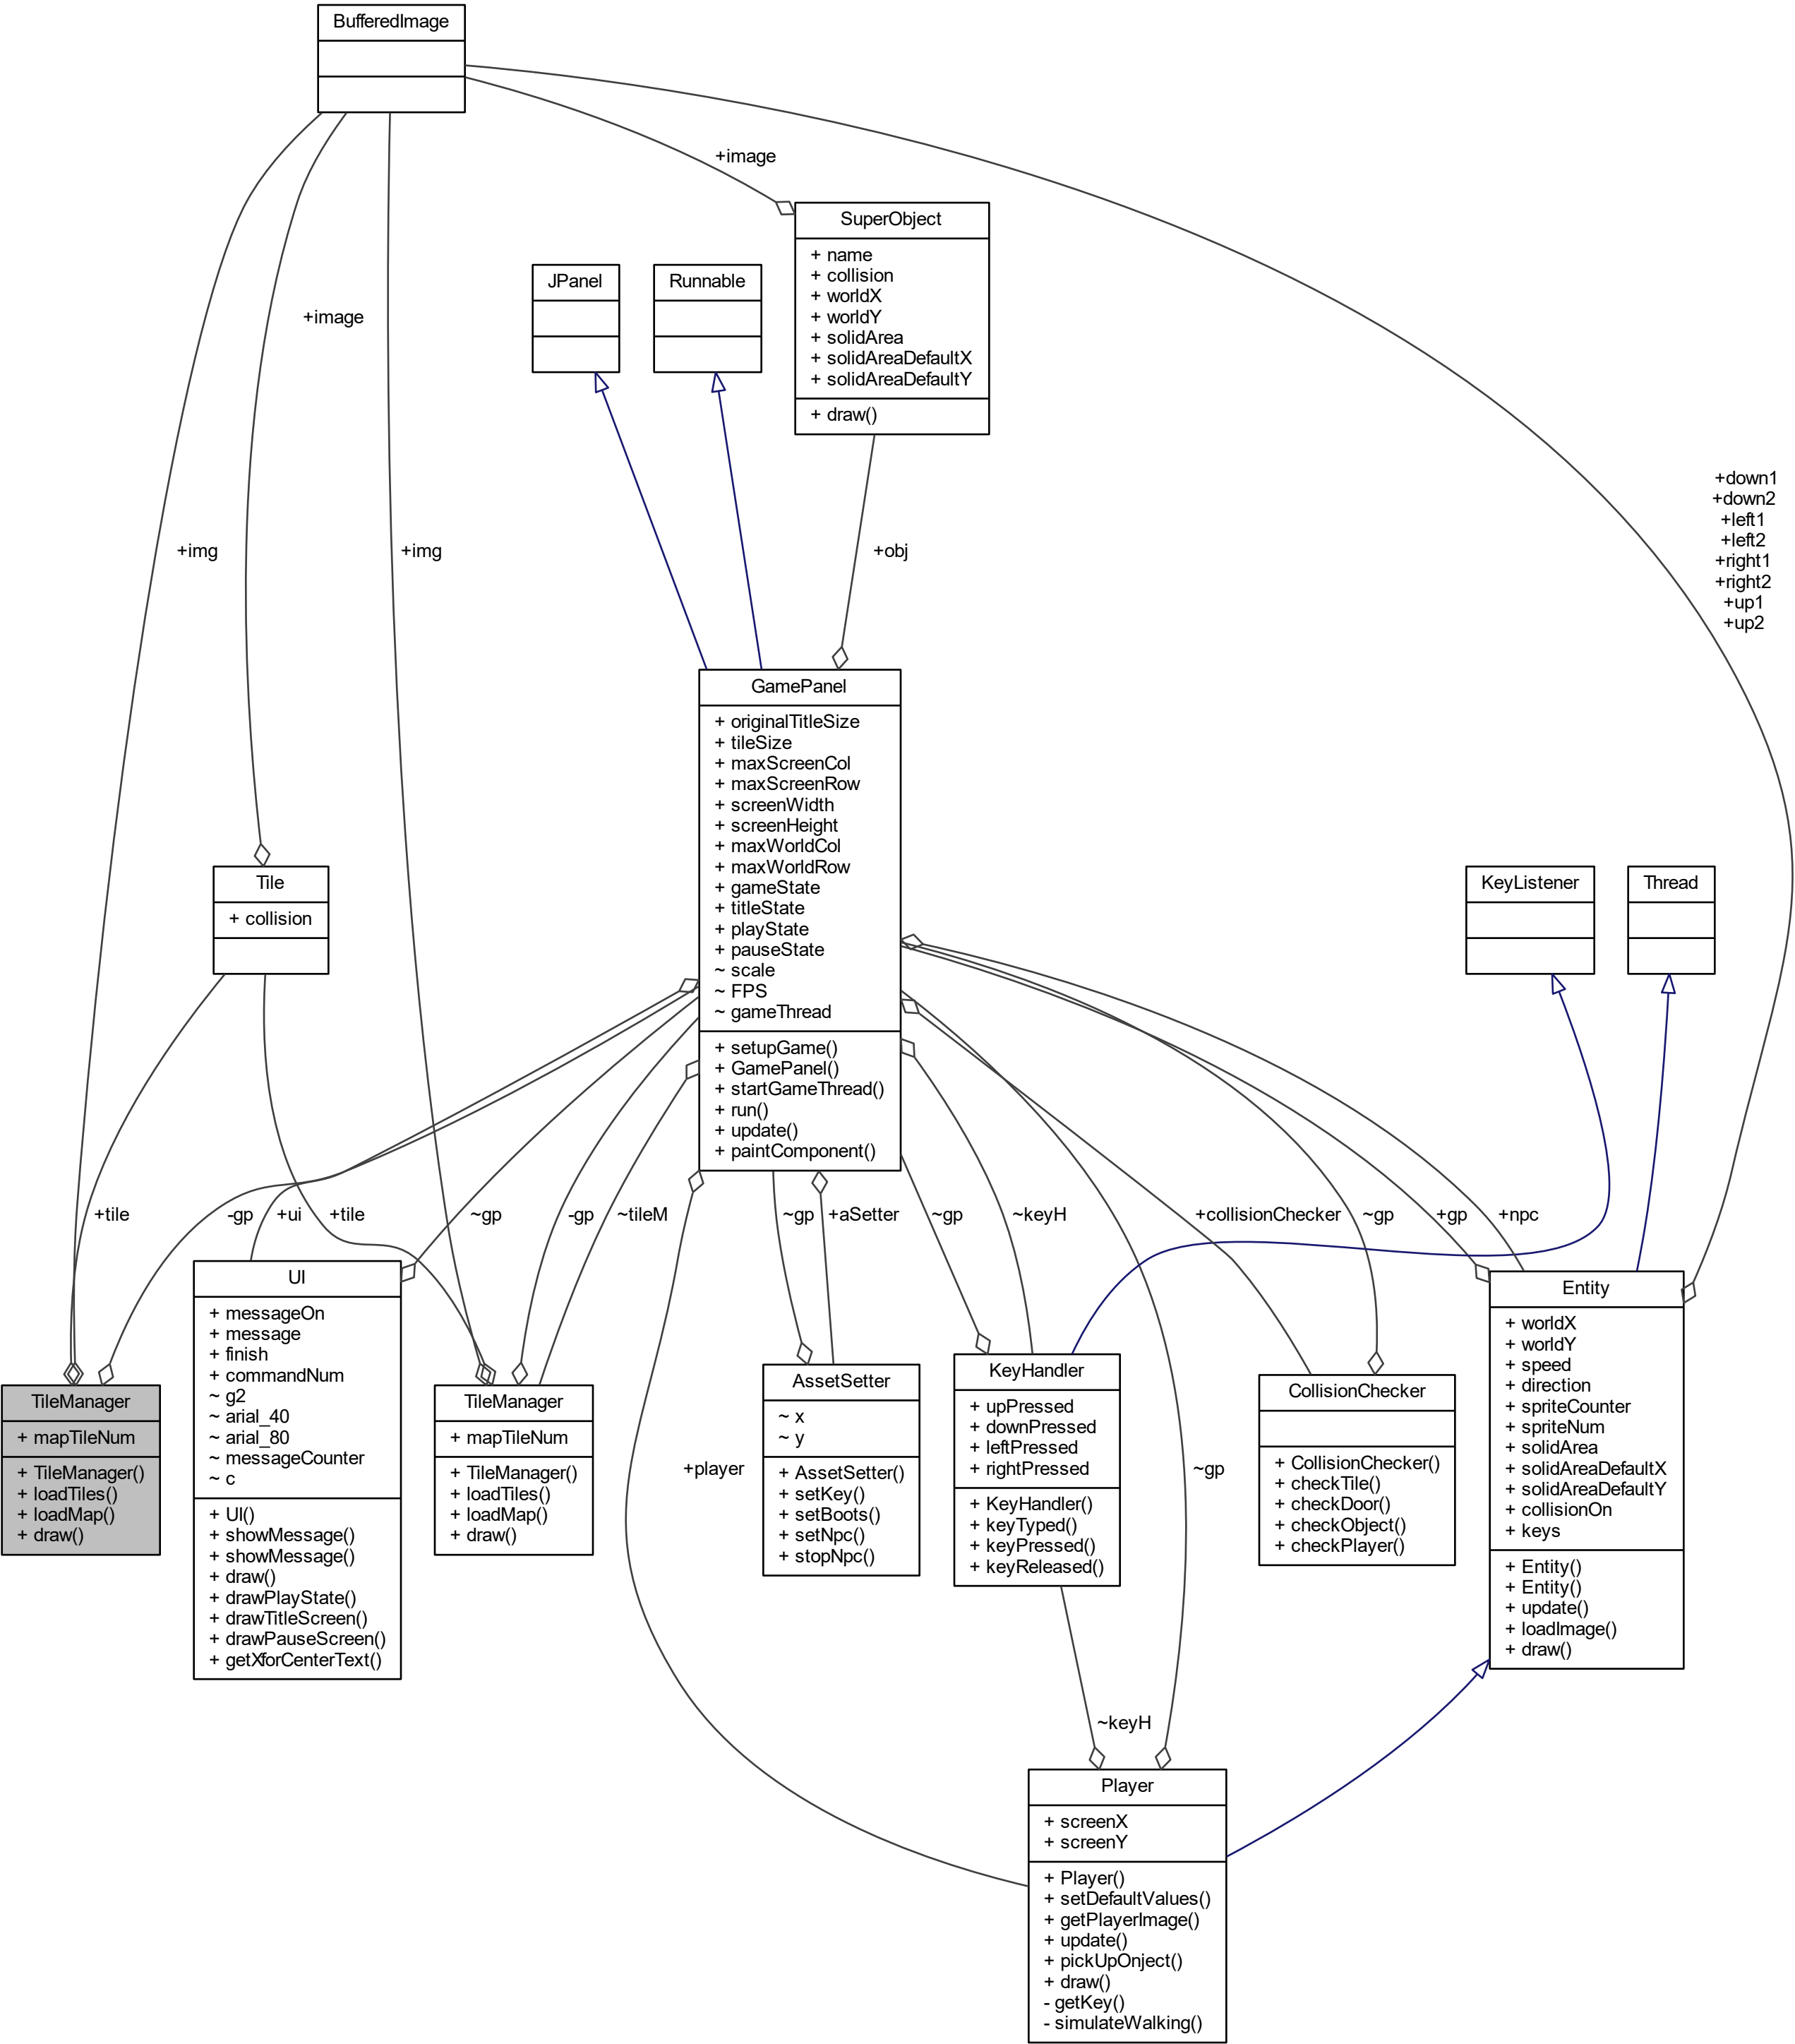 BufferedImage
+image
SuperObject
+ name
+ collision
+ worldX
+ worldY
+ solidArea
+ solidAreaDefaultX
+ solidAreaDefaultY
+ draw()
JPanel
Runnable
+image
+img
+img
+obj
+down1
+down2
+left1
+left2
+right1
+right2
+up1
+up2
GamePanel
+ originalTitleSize
+ tileSize
+ maxScreenCol
+ maxScreenRow
+ screenWidth
+ screenHeight
+ maxWorldCol
+ maxWorldRow
+ gameState
+ titleState
+ playState
+ pauseState
~ scale
~ FPS
~ gameThread
+ setupGame()
+ GamePanel()
+ startGameThread()
+ run()
+ update()
+ paintComponent()
Tile
+ collision
KeyListener
Thread
+tile
-gp
+ui
+tile
~gp
-gp
~tileM
~gp
+aSetter
~gp
~keyH
+collisionChecker
~gp
+gp
+npc
TileManager
+ mapTileNum
+ TileManager()
+ loadTiles()
+ loadMap()
+ draw()
UI
+ messageOn
+ message
+ finish
+ commandNum
~ g2
~ arial_40
~ arial_80
~ messageCounter
~ c
+ UI()
+ showMessage()
+ showMessage()
+ draw()
+ drawPlayState()
+ drawTitleScreen()
+ drawPauseScreen()
+ getXforCenterText()
TileManager
+ mapTileNum
+ TileManager()
+ loadTiles()
+ loadMap()
+ draw()
+player
AssetSetter
~ x
~ y
+ AssetSetter()
+ setKey()
+ setBoots()
+ setNpc()
+ stopNpc()
KeyHandler
+ upPressed
+ downPressed
+ leftPressed
+ rightPressed
+ KeyHandler()
+ keyTyped()
+ keyPressed()
+ keyReleased()
~gp
CollisionChecker
+ CollisionChecker()
+ checkTile()
+ checkDoor()
+ checkObject()
+ checkPlayer()
Entity
+ worldX
+ worldY
+ speed
+ direction
+ spriteCounter
+ spriteNum
+ solidArea
+ solidAreaDefaultX
+ solidAreaDefaultY
+ collisionOn
+ keys
+ Entity()
+ Entity()
+ update()
+ loadImage()
+ draw()
~keyH
Player
+ screenX
+ screenY
+ Player()
+ setDefaultValues()
+ getPlayerImage()
+ update()
+ pickUpOnject()
+ draw()
- getKey()
- simulateWalking()